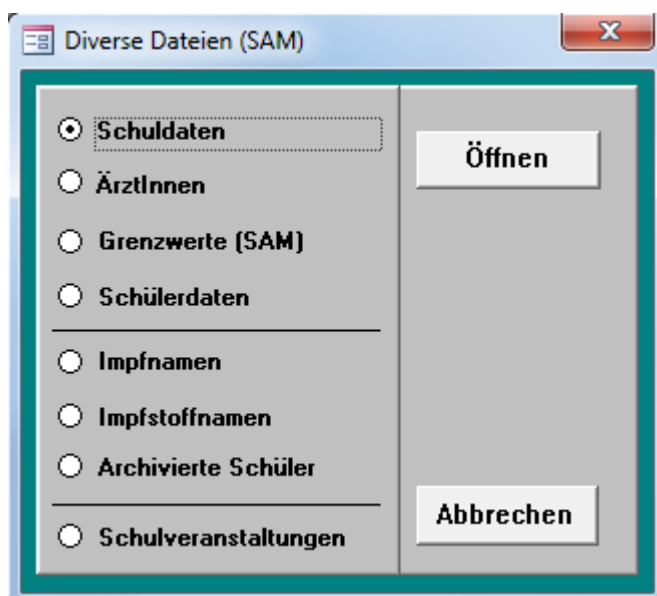 Diverse Dateien (SAM)
Schuldaten
ÄrztInnen
Grenzwerte (SAM)
Schülerdaten
Impfnamen
Impfstoffnamen
Archivierte Schüler
Schulveranstaltungen
Öffnen
Abbrechen